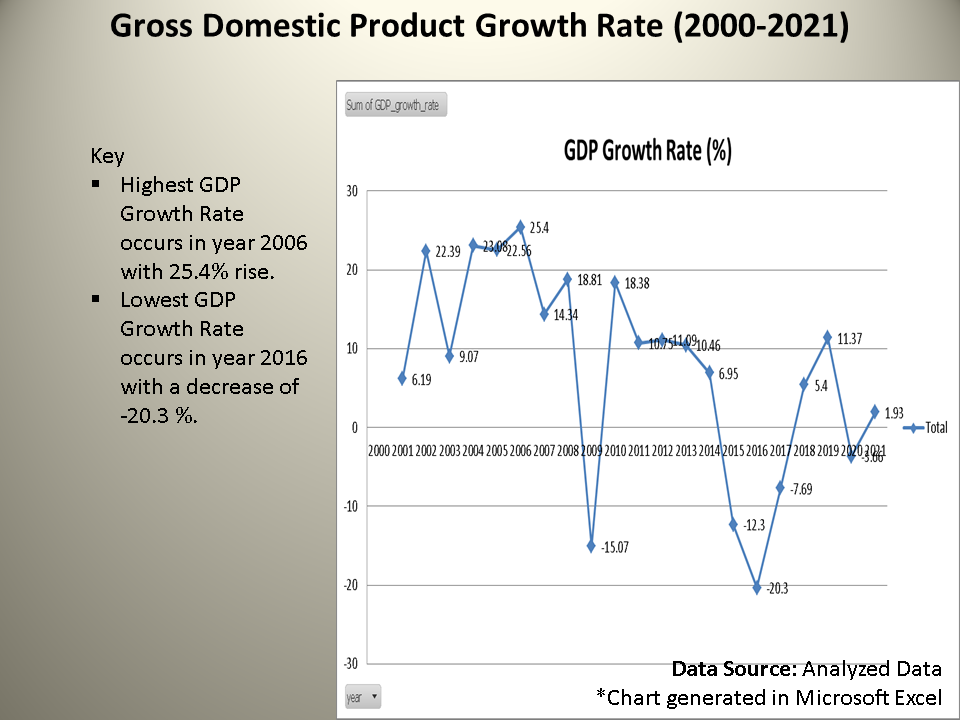 Gross Domestic Product Growth Rate (2000-2021)
Key
▪ Highest GDP
Growth Rate
occurs in year 2006
with 25.4% rise.
▪ Lowest GDP
Growth Rate
occurs in year 2016
with a decrease of
-20.3 %.
Sum of GDP_growth_rate
GDP Growth Rate (%)
30
20
10
0
-10
-20
-30
6.19
22.39
9.07
23.08
22.56
25.4
14.34
18.81
-15.07
18.38
10.75
11.09
10.46
6.95
-12.3
-20.3
-7.69
5.4
11.37
-3.66
1.93
2000 2001 2002 2003 2004 2005 2006 2007 2008 2009 2010 2011 2012 2013 2014 2015 2016 2017 2018 2019 2020 2021
Total
year
Data Source: Analyzed Data
*Chart generated in Microsoft Excel